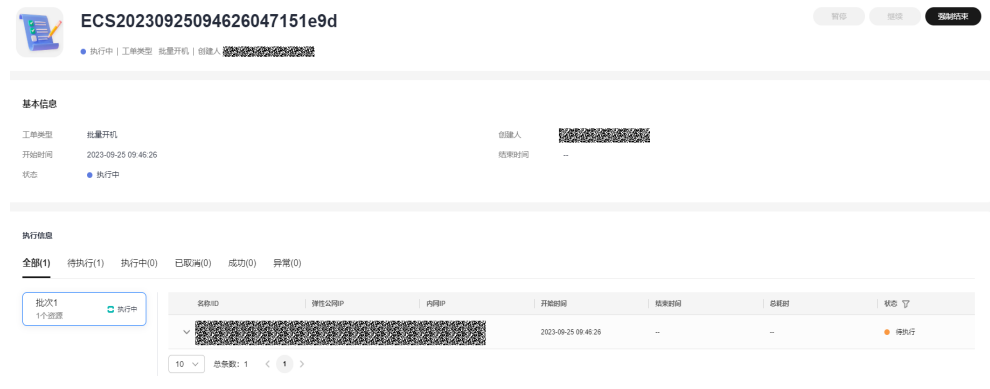 ECS20230925094626047151e9d
暂停 继续 强制结束
执行中 | 工单类型 批量开机 | 创建人
基本信息
工单类型 批量开机 创建人
开始时间 2023-09-25 09:46:26 结束时间 --
状态 执行中
执行信息
全部(1) 待执行(1) 执行中(0) 已取消(0) 成功(0) 异常(0)
批次1 执行中
1个资源
名称/ID 弹性公网IP 内网IP 开始时间 结束时间 总耗时 状态
2023-09-25 09:46:26 -- -- 待执行
10 总条数：1 < 1 >